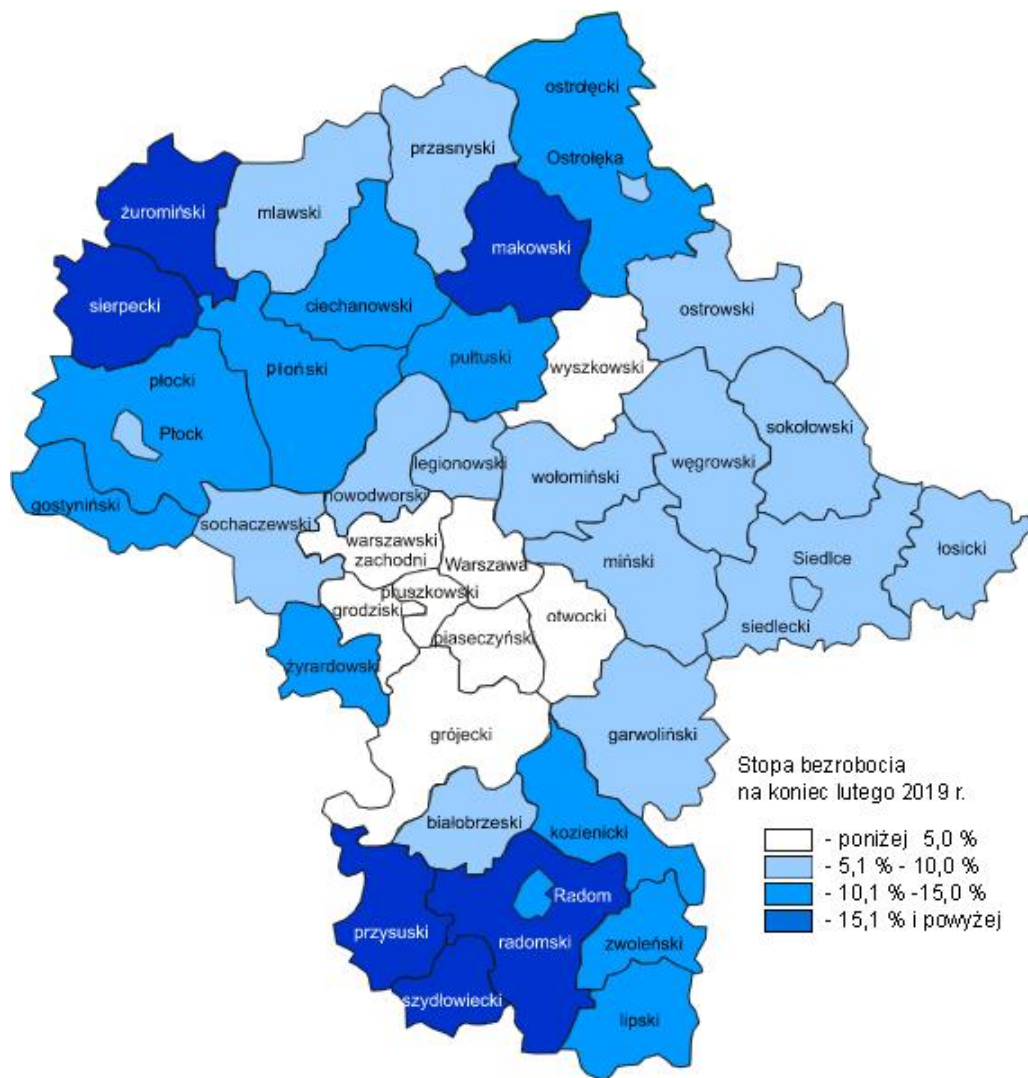 ostrołęcki
Ostrołęka
przasnyski
żuromiński
mlawski
makowski
sierpecki
ciechanowski
ostrowski
płocki
płoński
pułtuski
wyszkowski
Płock
sokołowski
legionowski
wołomiński
węgrowski
gostyniński
nowodworski
sochaczewski
warszawski
zachodni
Warszawa
miński
Siedlce
łosicki
pruszkowski
grodziski
otwocki
siedlecki
piaseczyński
żyrardowski
grójecki
garwoliński
białobrzeski
kozienicki
Radom
przysuski
radomski
zwoleński
szydłowiecki
lipski
Stopa bezrobocia
na koniec lutego 2019 r.
- poniżej 5,0 %
- 5,1 % - 10,0 %
- 10,1 % -15,0 %
- 15,1 % i powyżej